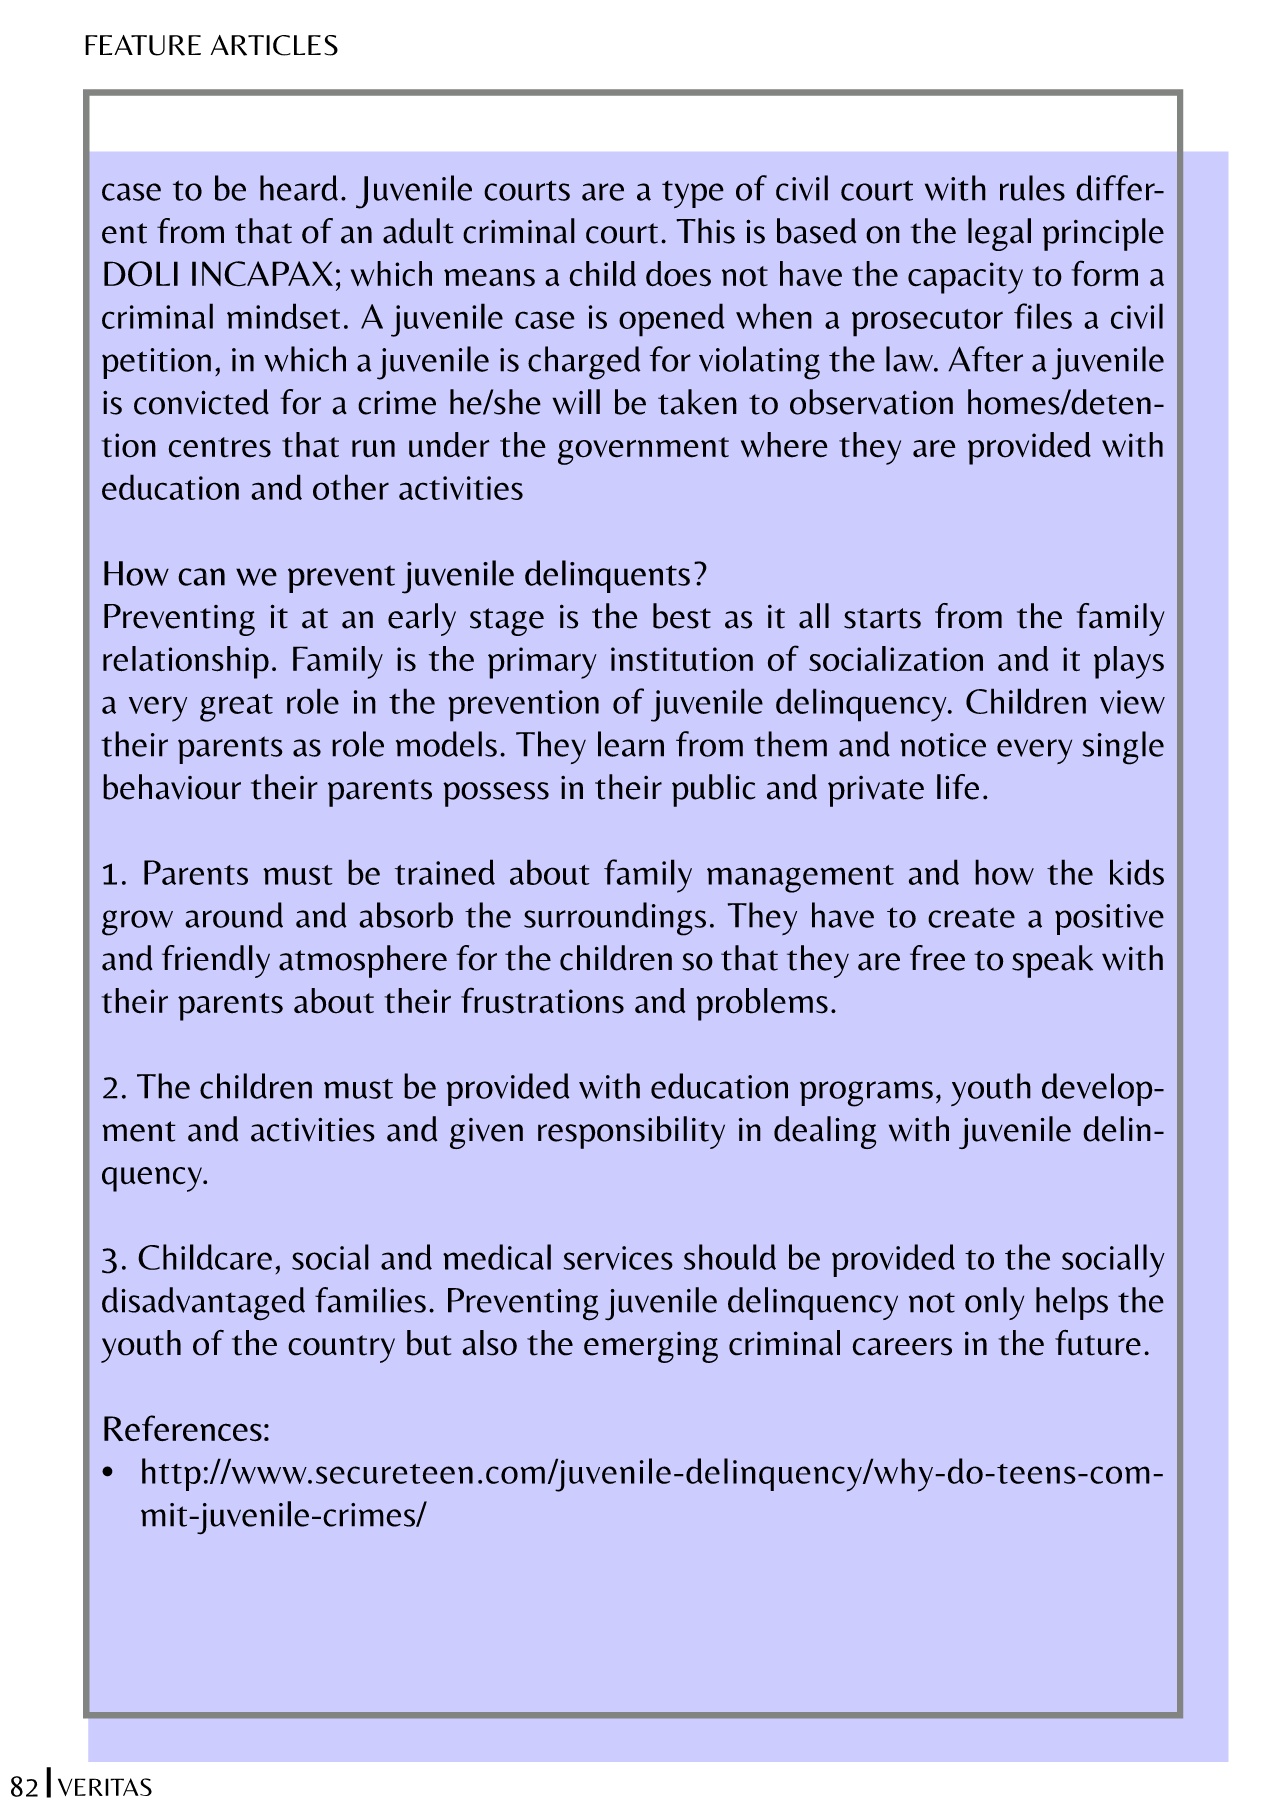 FEATURE ARTICLES
case to be heard. Juvenile courts are a type of civil court with rules differ-
ent from that of an adult criminal court. This is based on the legal principle
DOLI INCAPAX; which means a child does not have the capacity to form a
criminal mindset. A juvenile case is opened when a prosecutor files a civil
petition, in which a juvenile is charged for violating the law. After a juvenile
is convicted for a crime he/she will be taken to observation homes/deten-
tion centres that run under the government where they are provided with
education and other activities
How can we prevent juvenile delinquents?
Preventing it at an early stage is the best as it all starts from the family
relationship. Family is the primary institution of socialization and it plays
a very great role in the prevention of juvenile delinquency. Children view
their parents as role models. They learn from them and notice every single
behaviour their parents possess in their public and private life.
1. Parents must be trained about family management and how the kids
grow around and absorb the surroundings. They have to create a positive
and friendly atmosphere for the children so that they are free to speak with
their parents about their frustrations and problems.
2. The children must be provided with education programs, youth develop-
ment and activities and given responsibility in dealing with juvenile delin-
quency.
3. Childcare, social and medical services should be provided to the socially
disadvantaged families. Preventing juvenile delinquency not only helps the
youth of the country but also the emerging criminal careers in the future.
References:
• http://www.secureteen.com/juvenile-delinquency/why-do-teens-com-
mit-juvenile-crimes/
82 | VERITAS